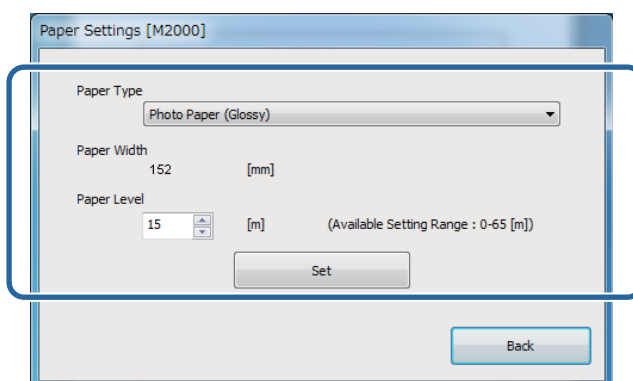 Paper Settings [M2000]
Paper Type
Photo Paper (Glossy)
Paper Width
152 [mm]
Paper Level
15 [m] (Available Setting Range : 0-65 [m])
Set
Back